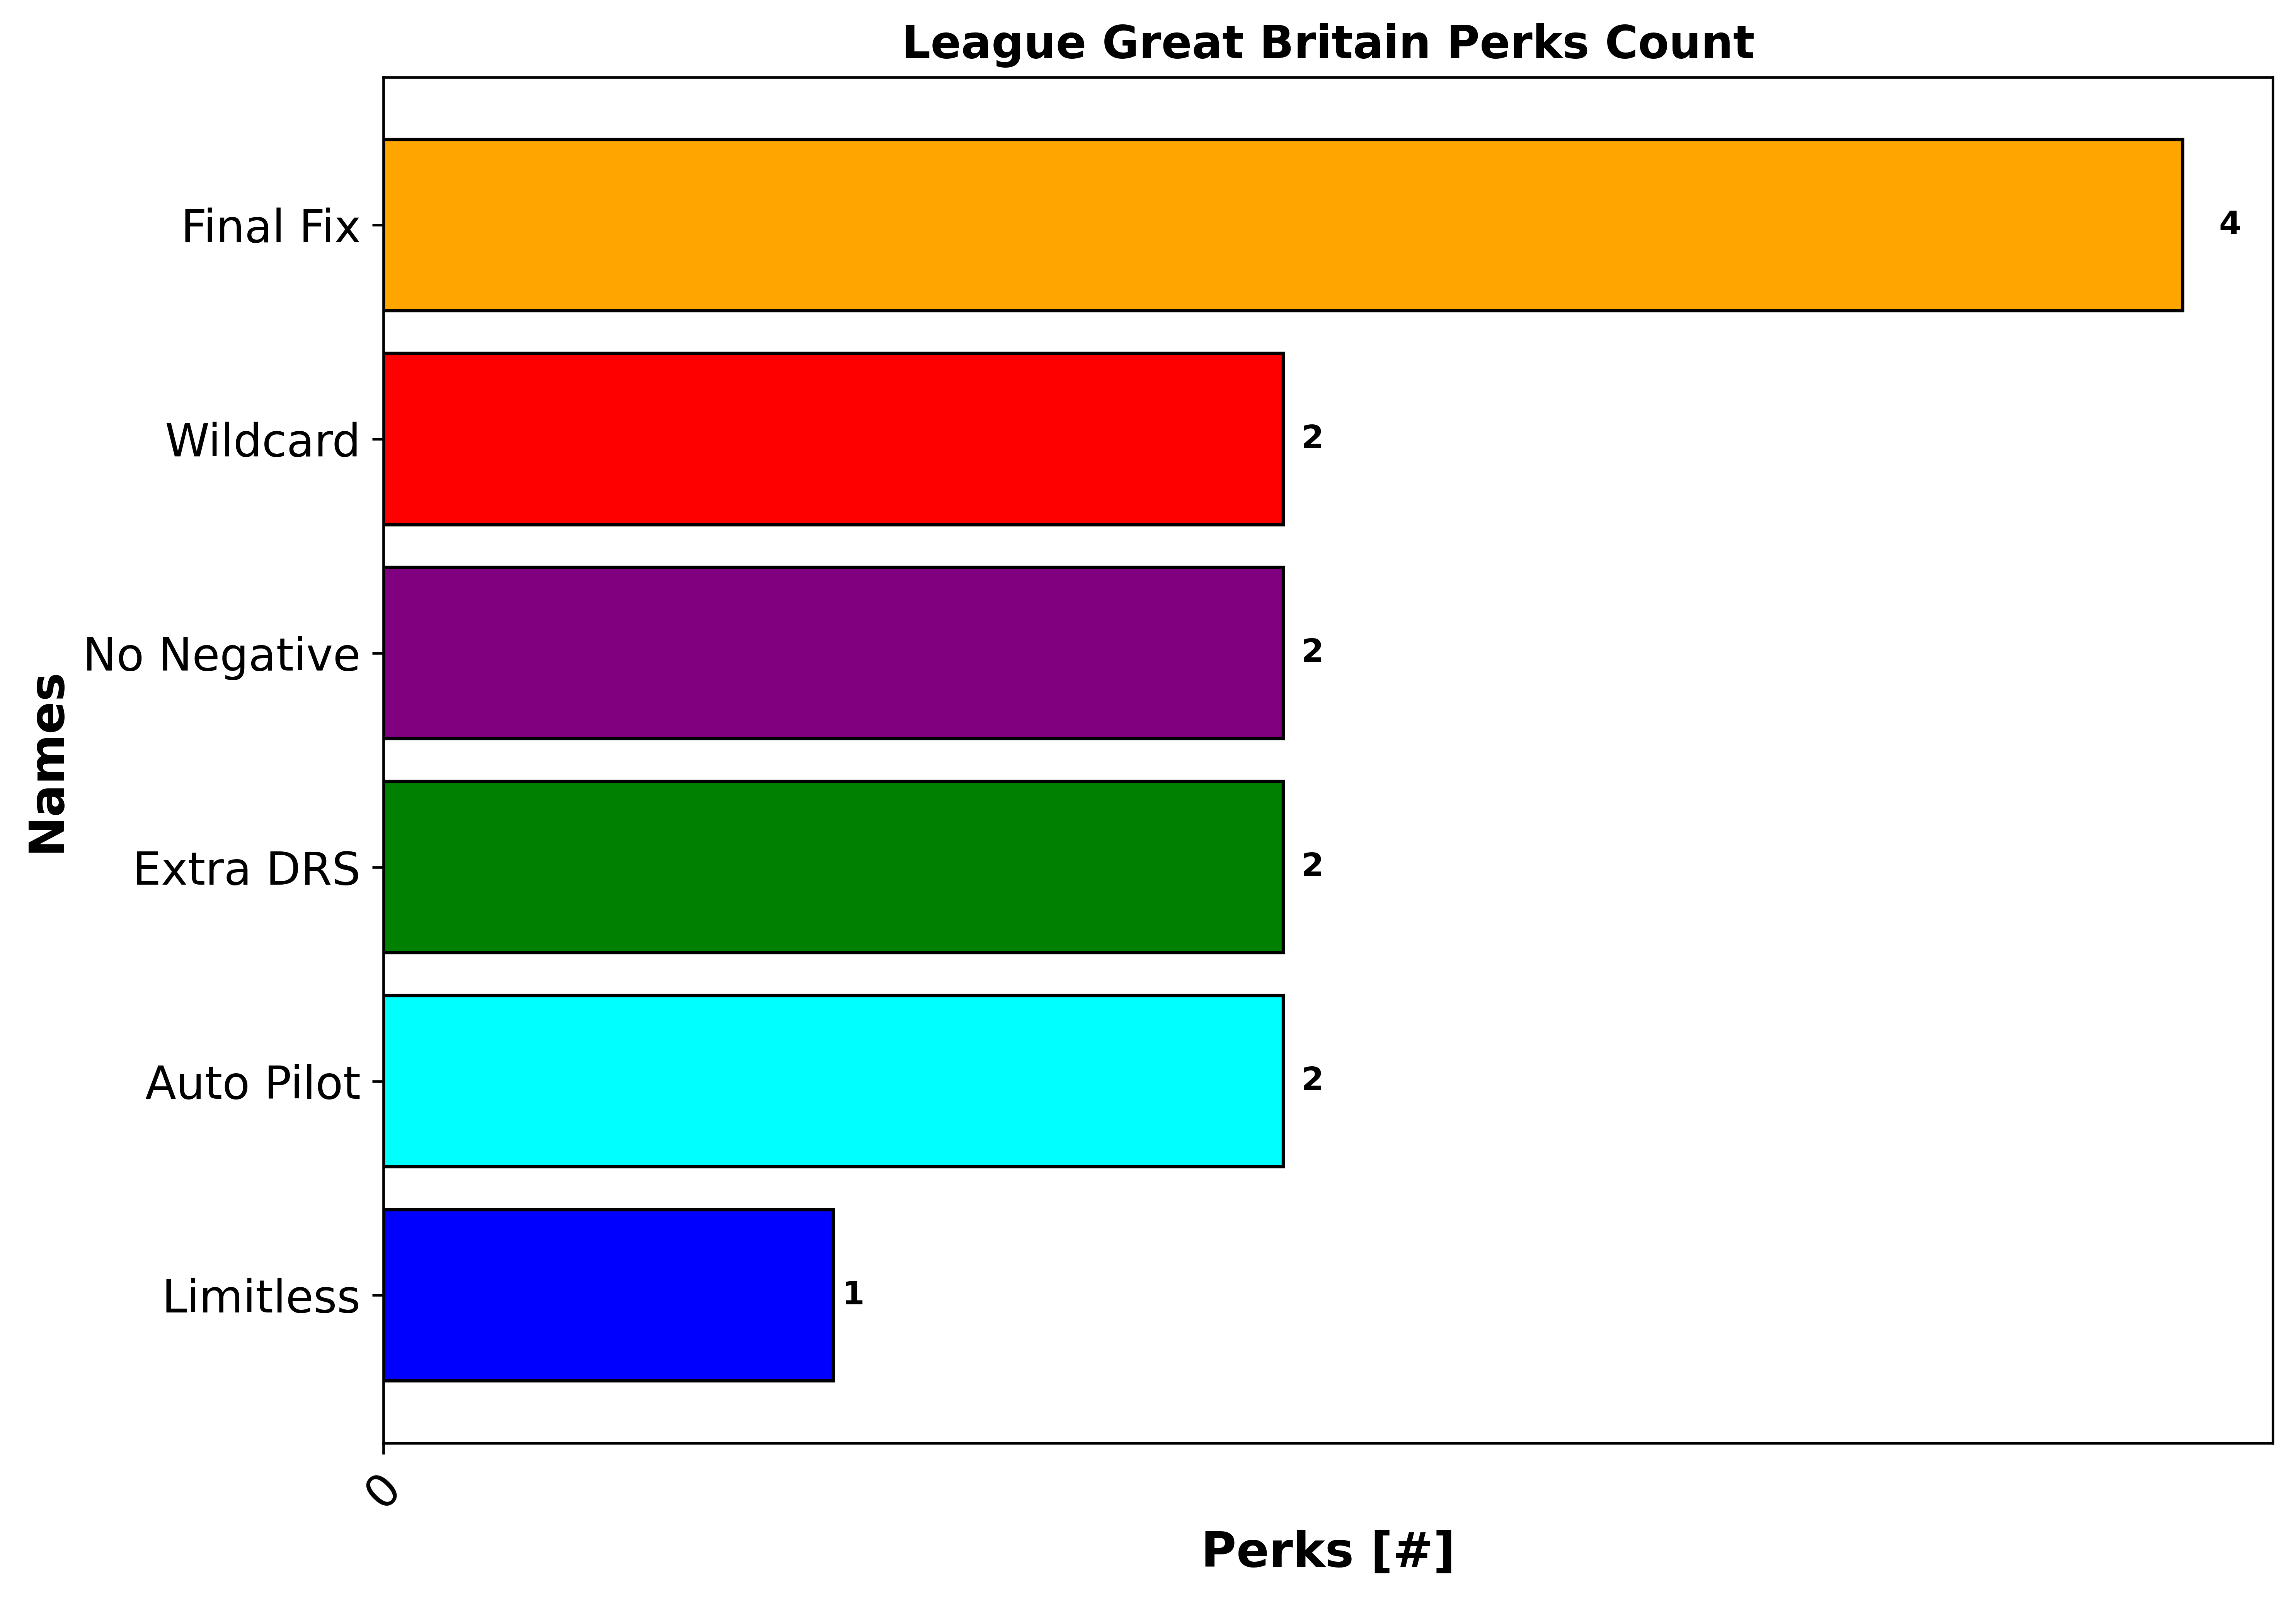 League Great Britain Perks Count
Final Fix
4
Wildcard
2
No Negative
2
Names
Extra DRS
2
Auto Pilot
2
Limitless
1
0
Perks [#]